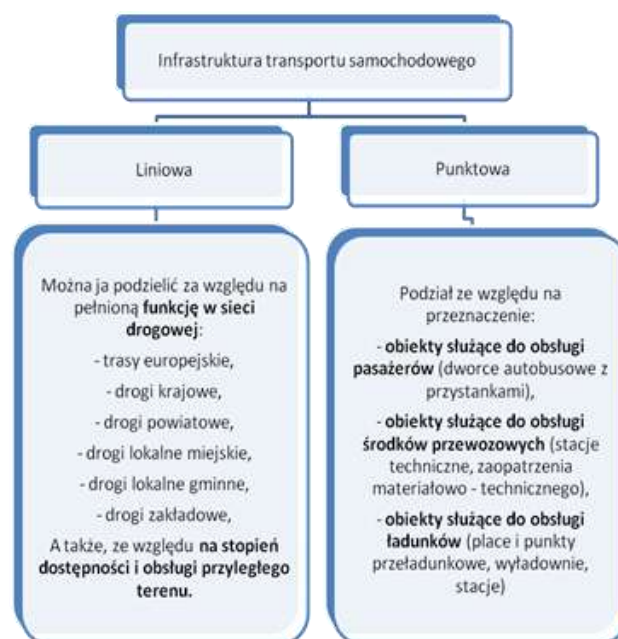 Infrastruktura transportu samochodowego
Liniowa
Punktowa
Można ja podzielić za względu na
pełnioną funkcję w sieci
drogowej:
- trasy europejskie,
- drogi krajowe,
- drogi powiatowe,
- drogi lokalne miejskie,
- drogi lokalne gminne,
- drogi zakładowe,
A także, ze względu na stopień
dostępności i obsługi przyległego
terenu.
Podział ze względu na
przeznaczenie:
- obiekty służące do obsługi
pasażerów (dworce autobusowe z
przystankami),
- obiekty służące do obsługi
środków przewozowych (stacje
techniczne, zaopatrzenia
materiałowo - technicznego),
- obiekty służące do obsługi
ładunków (place i punkty
przeładunkowe, wyładownie,
stacje)